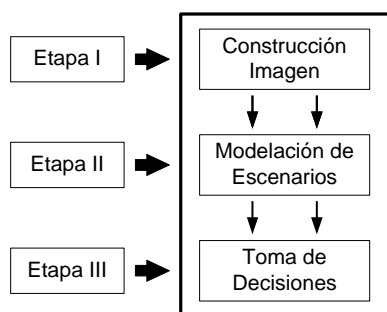 Etapa I
Construcción
Imagen
Etapa II
Modelación de
Escenarios
Etapa III
Toma de
Decisiones